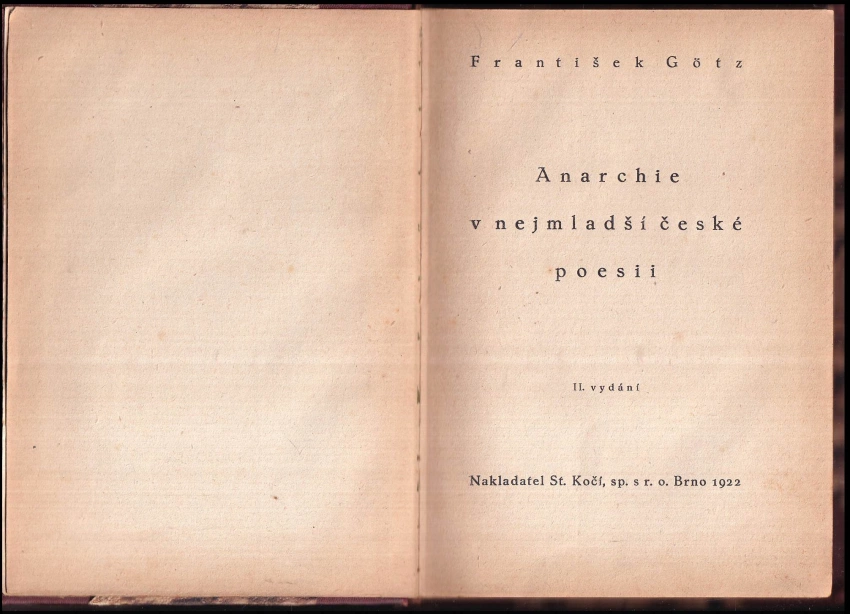 František Götz
Anarchie
v nejmladší české
poesii
II. vydání
Nakladatel St. Kočí, sp. s r. o. Brno 1922